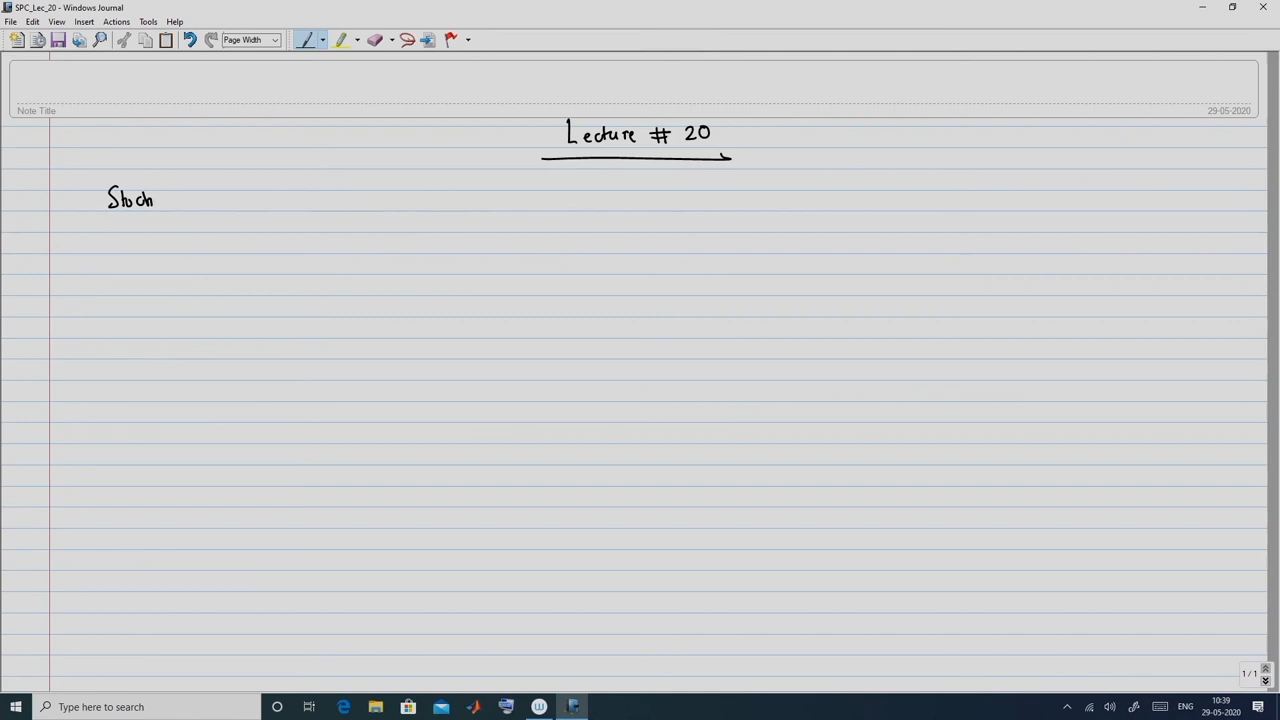 SPC_Lec_20 - Windows Journal
File Edit View Insert Actions Tools Help
Page Width
Note Title
29-05-2020
Lecture # 20
Stoch
1 / 1
Type here to search
ENG
10:39
29-05-2020